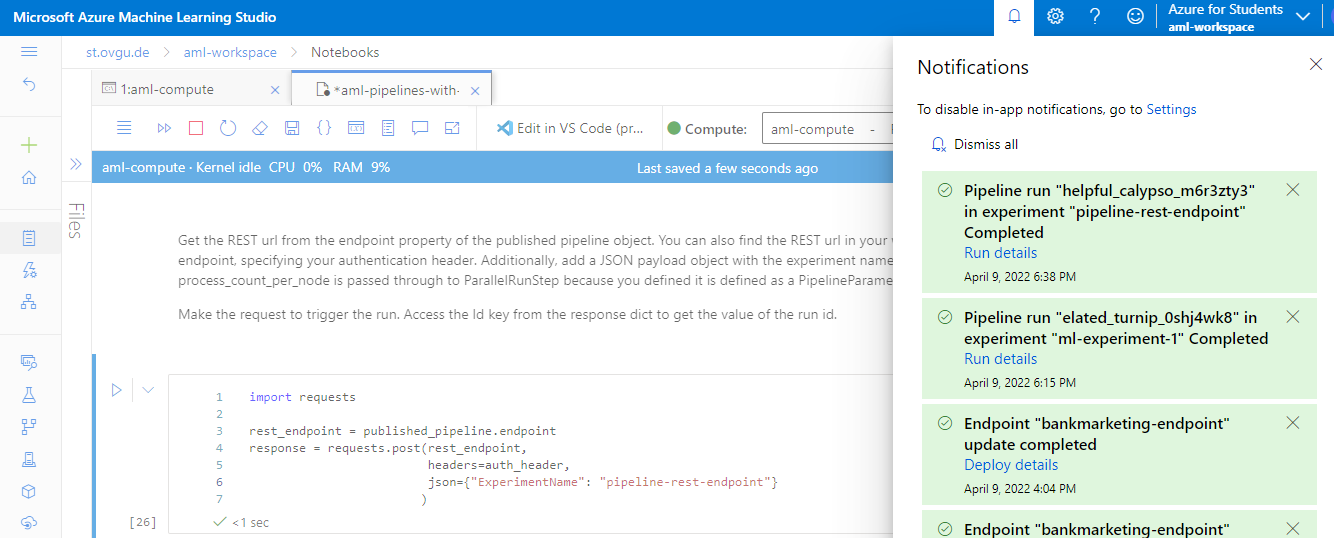 Microsoft Azure Machine Learning Studio
Azure for Students
aml-workspace
st.ovgu.de > aml-workspace > Notebooks
1:aml-compute
*aml-pipelines-with-
Edit in VS Code (pr...
Compute:
aml-compute -
aml-compute · Kernel idle CPU 0% RAM 9%
Last saved a few seconds ago
Files
Get the REST url from the endpoint property of the published pipeline object. You can also find the REST url in your
endpoint, specifying your authentication header. Additionally, add a JSON payload object with the experiment name
process_count_per_node is passed through to ParallelRunStep because you defined it is defined as a PipelineParame
Make the request to trigger the run. Access the Id key from the response dict to get the value of the run id.
1 import requests
2
3 rest_endpoint = published_pipeline.endpoint
4 response = requests.post(rest_endpoint,
5 headers=auth_header,
6 json={"ExperimentName": "pipeline-rest-endpoint"}
7 )
[26]
<1 sec
Notifications
To disable in-app notifications, go to Settings
Dismiss all
Pipeline run "helpful_calypso_m6r3zty3"
in experiment "pipeline-rest-endpoint"
Completed
Run details
April 9, 2022 6:38 PM
Pipeline run "elated_turnip_0shj4wk8" in
experiment "ml-experiment-1" Completed
Run details
April 9, 2022 6:15 PM
Endpoint "bankmarketing-endpoint"
update completed
Deploy details
April 9, 2022 4:04 PM
Endpoint "bankmarketing-endpoint"